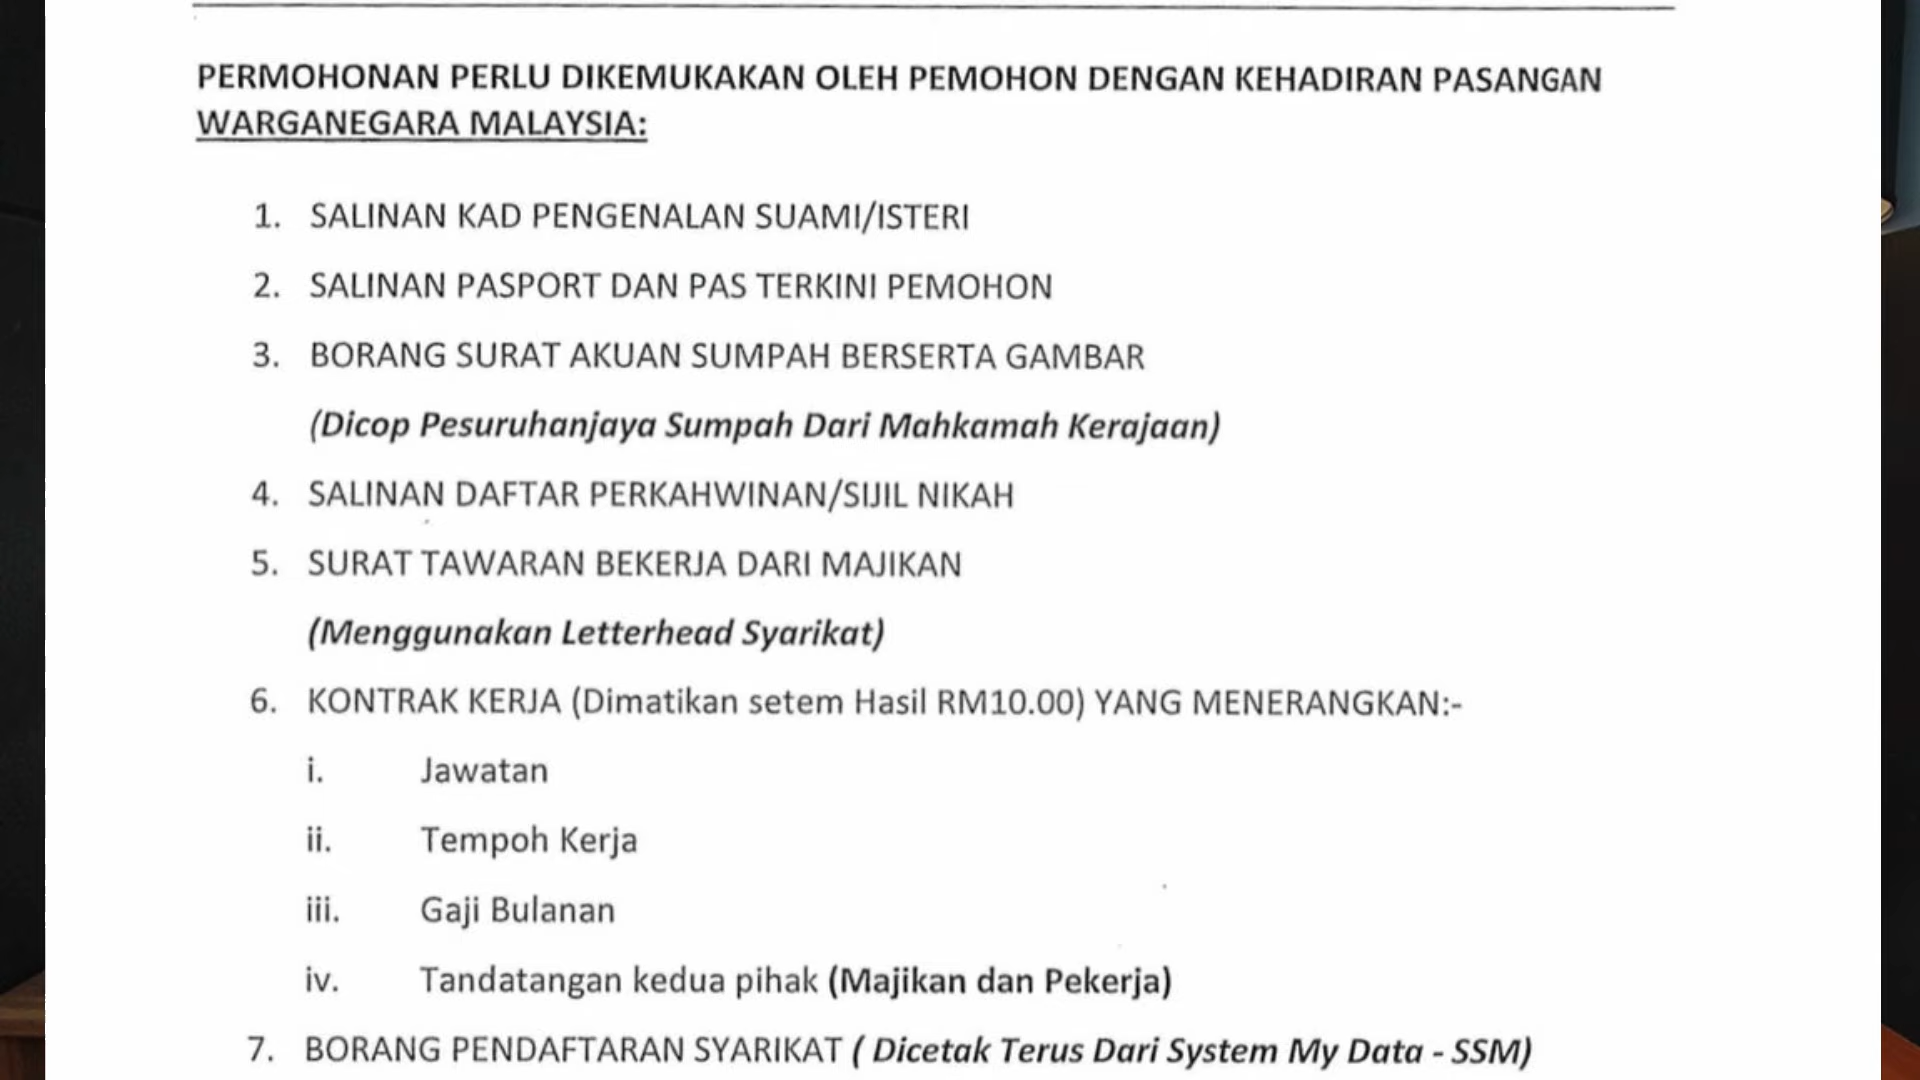 PERMOHONAN PERLU DIKEMUKAKAN OLEH PEMOHON DENGAN KEHADIRAN PASANGAN
WARGANEGARA MALAYSIA:
1. SALINAN KAD PENGENALAN SUAMI/ISTERI
2. SALINAN PASPORT DAN PAS TERKINI PEMOHON
3. BORANG SURAT AKUAN SUMPAH BERSERTA GAMBAR
(Dicop Pesuruhanjaya Sumpah Dari Mahkamah Kerajaan)
4. SALINAN DAFTAR PERKAHWINAN/SIJIL NIKAH
5. SURAT TAWARAN BEKERJA DARI MAJIKAN
(Menggunakan Letterhead Syarikat)
6. KONTRAK KERJA (Dimatikan setem Hasil RM10.00) YANG MENERANGKAN:-
i. Jawatan
ii. Tempoh Kerja
iii. Gaji Bulanan
iv. Tandatangan kedua pihak (Majikan dan Pekerja)
7. BORANG PENDAFTARAN SYARIKAT ( Dicetak Terus Dari System My Data - SSM)